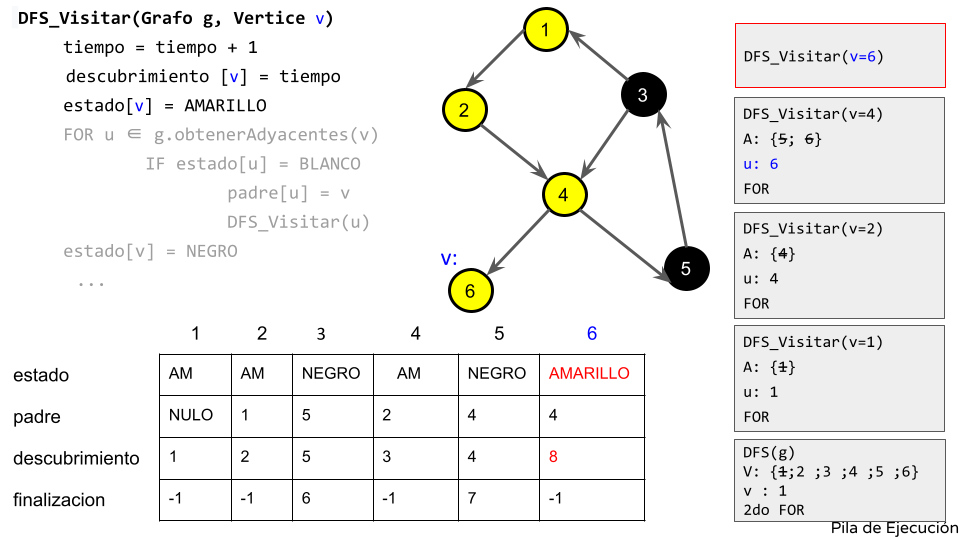 DFS_Visitar(Grafo g, Vertice v)
tiempo = tiempo + 1
descubrimiento [v] = tiempo
estado[v] = AMARILLO
FOR u ∈ g.obtenerAdyacentes(v)
IF estado[u] = BLANCO
padre[u] = v
DFS_Visitar(u)
estado[v] = NEGRO
...
1
2
3
4
5
v:
6
DFS_Visitar(v=6)
DFS_Visitar(v=4)
A: {5; 6}
u: 6
FOR
DFS_Visitar(v=2)
A: {4}
u: 4
FOR
DFS_Visitar(v=1)
A: {1}
u: 1
FOR
DFS(g)
V: {1;2 ;3 ;4 ;5 ;6}
v : 1
2do FOR
Pila de Ejecución
1 2 3 4 5 6
estado AM AM NEGRO AM NEGRO AMARILLO
padre NULO 1 5 2 4 4
descubrimiento 1 2 5 3 4 8
finalizacion -1 -1 6 -1 7 -1